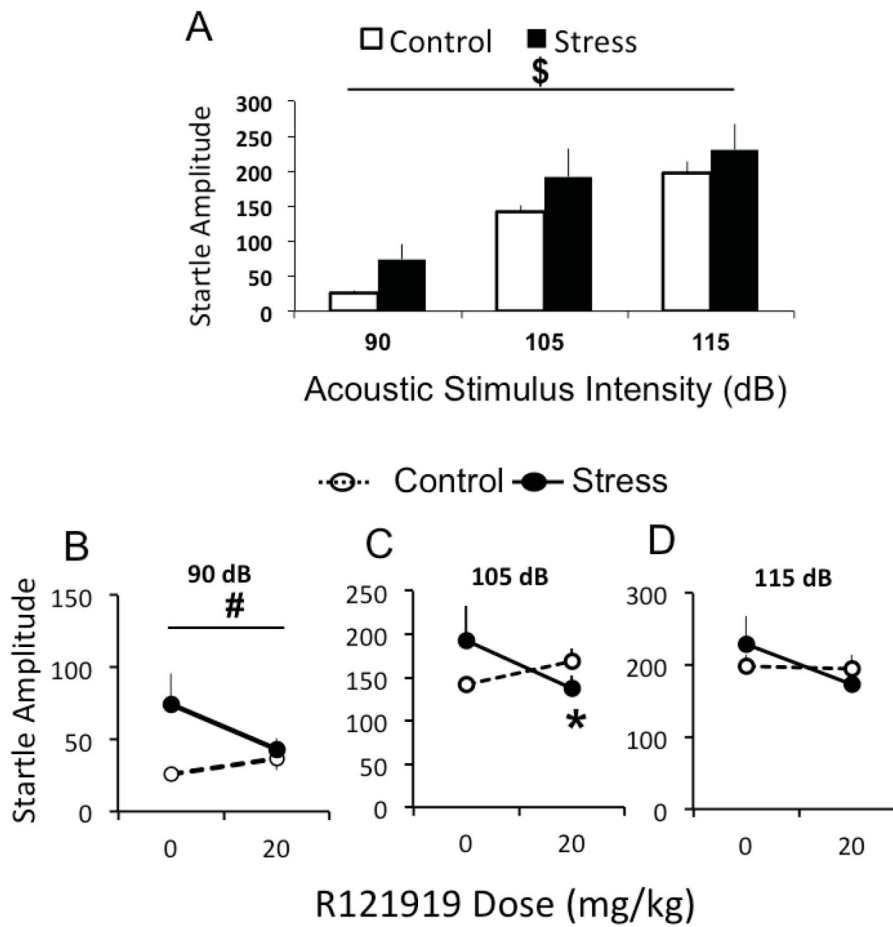 A
Control Stress
$
300
250
200
150
100
50
0
Startle Amplitude
90 105 115
Acoustic Stimulus Intensity (dB)
Control Stress
B
90 dB
#
150
100
50
0
Startle Amplitude
0 20
C
105 dB
250
200
150
100
50
0
*
0 20
D
115 dB
300
200
100
0
0 20
R121919 Dose (mg/kg)